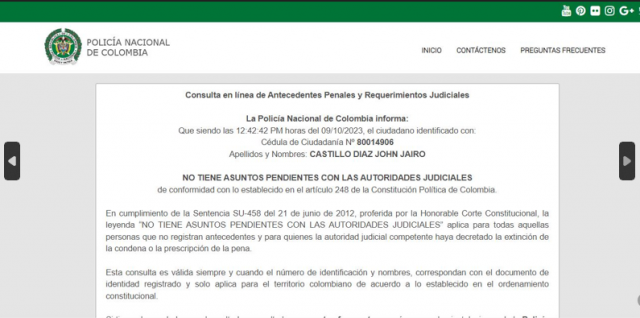 POLICÍA NACIONAL
DE COLOMBIA
INICIO CONTÁCTENOS PREGUNTAS FRECUENTES
Consulta en línea de Antecedentes Penales y Requerimientos Judiciales
La Policía Nacional de Colombia informa:
Que siendo las 12:42:42 PM horas del 09/10/2023, el ciudadano identificado con:
Cédula de Ciudadanía Nº 80014906
Apellidos y Nombres: CASTILLO DIAZ JOHN JAIRO
NO TIENE ASUNTOS PENDIENTES CON LAS AUTORIDADES JUDICIALES
de conformidad con lo establecido en el artículo 248 de la Constitución Política de Colombia.
En cumplimiento de la Sentencia SU-458 del 21 de junio de 2012, proferida por la Honorable Corte Constitucional, la
leyenda "NO TIENE ASUNTOS PENDIENTES CON LAS AUTORIDADES JUDICIALES" aplica para todas aquellas
personas que no registran antecedentes y para quienes la autoridad judicial competente haya decretado la extinción de
la condena o la prescripción de la pena.
Esta consulta es válida siempre y cuando el número de identificación y nombres, correspondan con el documento de
identidad registrado y solo aplica para el territorio colombiano de acuerdo a lo establecido en el ordenamiento
constitucional.